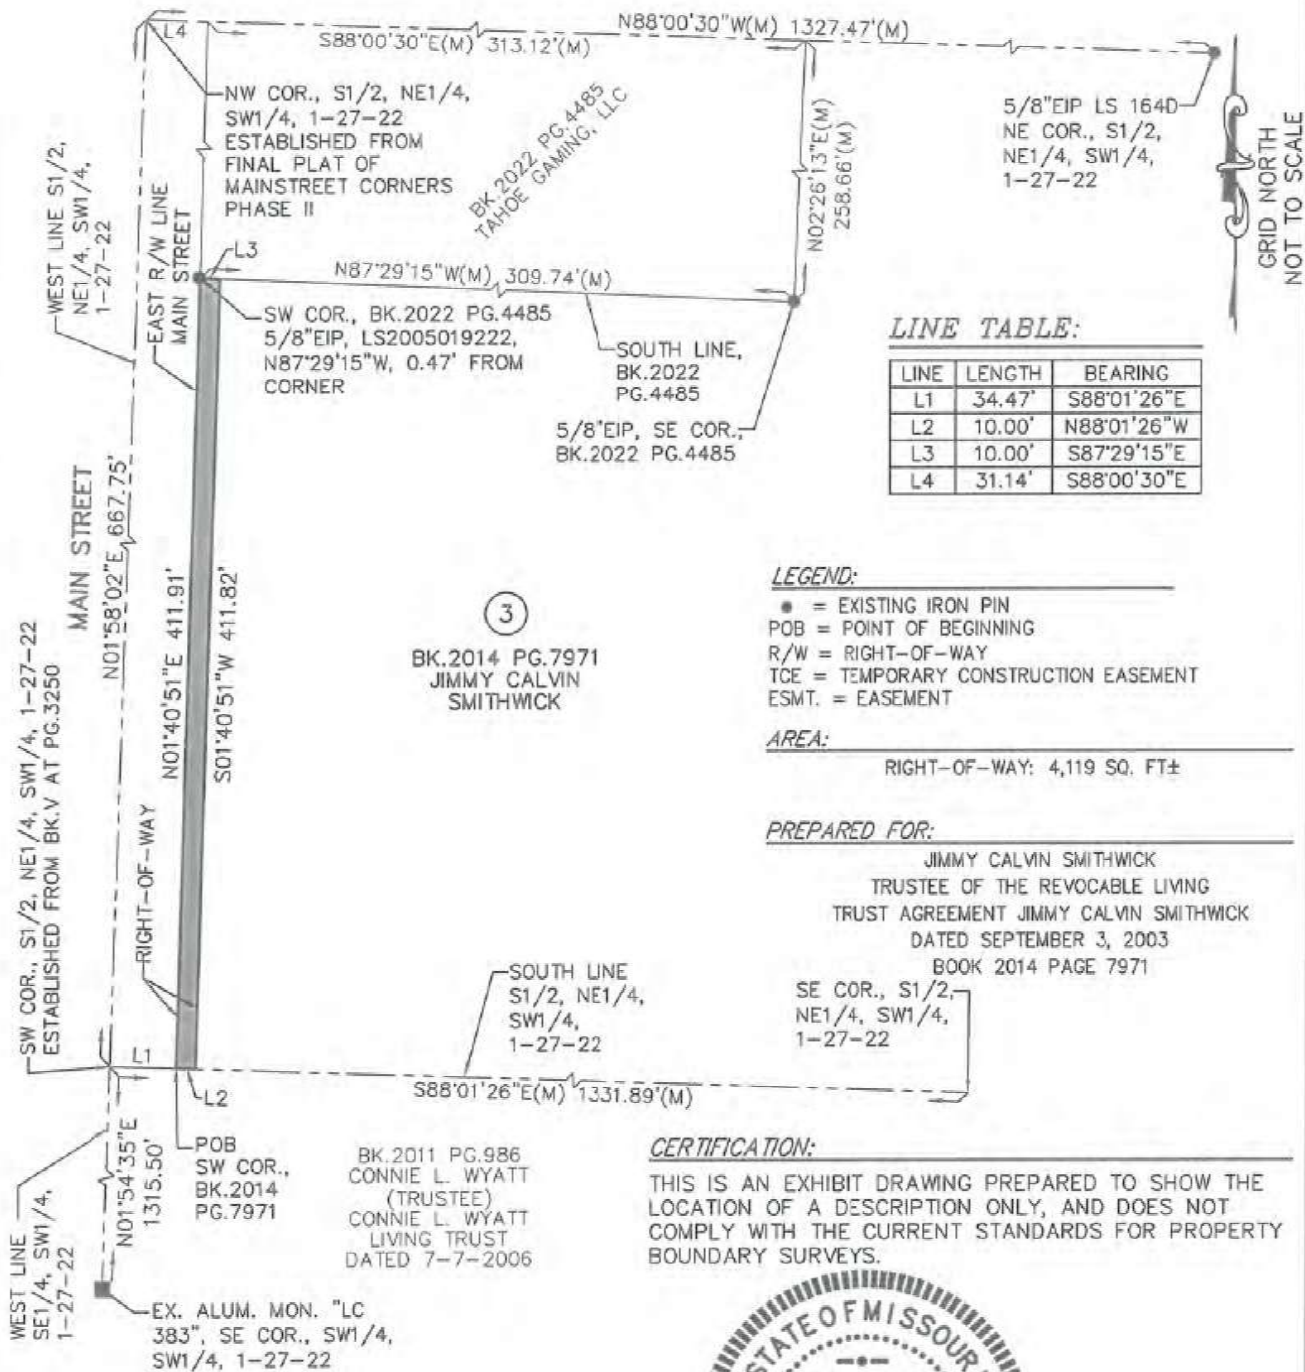 N88°00'30"W(M) 1327.47'(M)
L4
S88°00'30"E(M) 313.12'(M)
NW COR., S1/2, NE1/4,
SW1/4, 1-27-22
ESTABLISHED FROM
FINAL PLAT OF
MAINSTREET CORNERS
PHASE II
BK.2022 PG.4485
TAHOE GAMING, LLC
N02°26'13"E(M)
258.66'(M)
5/8"EIP LS 164D
NE COR., S1/2,
NE1/4, SW1/4,
1-27-22
GRID NORTH
NOT TO SCALE
WEST LINE S1/2,
NE1/4, SW1/4,
1-27-22
EAST R/W LINE
MAIN STREET
L3
N87°29'15"W(M) 309.74'(M)
SW COR., BK.2022 PG.4485
5/8"EIP, LS2005019222,
N87°29'15"W, 0.47' FROM
CORNER
SOUTH LINE,
BK.2022
PG.4485
5/8"EIP, SE COR.,
BK.2022 PG.4485
LINE TABLE:
LINE LENGTH BEARING
L1 34.47' S88°01'26"E
L2 10.00' N88°01'26"W
L3 10.00' S87°29'15"E
L4 31.14' S88°00'30"E
MAIN STREET
N01°58'02"E 667.75'
N01°40'51"E 411.91'
S01°40'51"W 411.82'
3
BK.2014 PG.7971
JIMMY CALVIN
SMITHWICK
LEGEND:
● = EXISTING IRON PIN
POB = POINT OF BEGINNING
R/W = RIGHT-OF-WAY
TCE = TEMPORARY CONSTRUCTION EASEMENT
ESMT. = EASEMENT
AREA:
RIGHT-OF-WAY: 4,119 SQ. FT±
PREPARED FOR:
JIMMY CALVIN SMITHWICK
TRUSTEE OF THE REVOCABLE LIVING
TRUST AGREEMENT JIMMY CALVIN SMITHWICK
DATED SEPTEMBER 3, 2003
BOOK 2014 PAGE 7971
SW COR., S1/2, NE1/4, SW1/4, 1-27-22
ESTABLISHED FROM BK.V AT PG.3250
RIGHT-OF-WAY
SOUTH LINE
S1/2, NE1/4,
SW1/4,
1-27-22
SE COR., S1/2,
NE1/4, SW1/4,
1-27-22
L1
L2
S88°01'26"E(M) 1331.89'(M)
WEST LINE
SE1/4, SW1/4,
1-27-22
N01°54'35"E
1315.50'
POB
SW COR.,
BK.2014
PG.7971
BK.2011 PG.986
CONNIE L. WYATT
(TRUSTEE)
CONNIE L. WYATT
LIVING TRUST
DATED 7-7-2006
EX. ALUM. MON. "LC
383", SE COR., SW1/4,
SW1/4, 1-27-22
CERTIFICATION:
THIS IS AN EXHIBIT DRAWING PREPARED TO SHOW THE
LOCATION OF A DESCRIPTION ONLY, AND DOES NOT
COMPLY WITH THE CURRENT STANDARDS FOR PROPERTY
BOUNDARY SURVEYS.
STATE OF MISSOUR